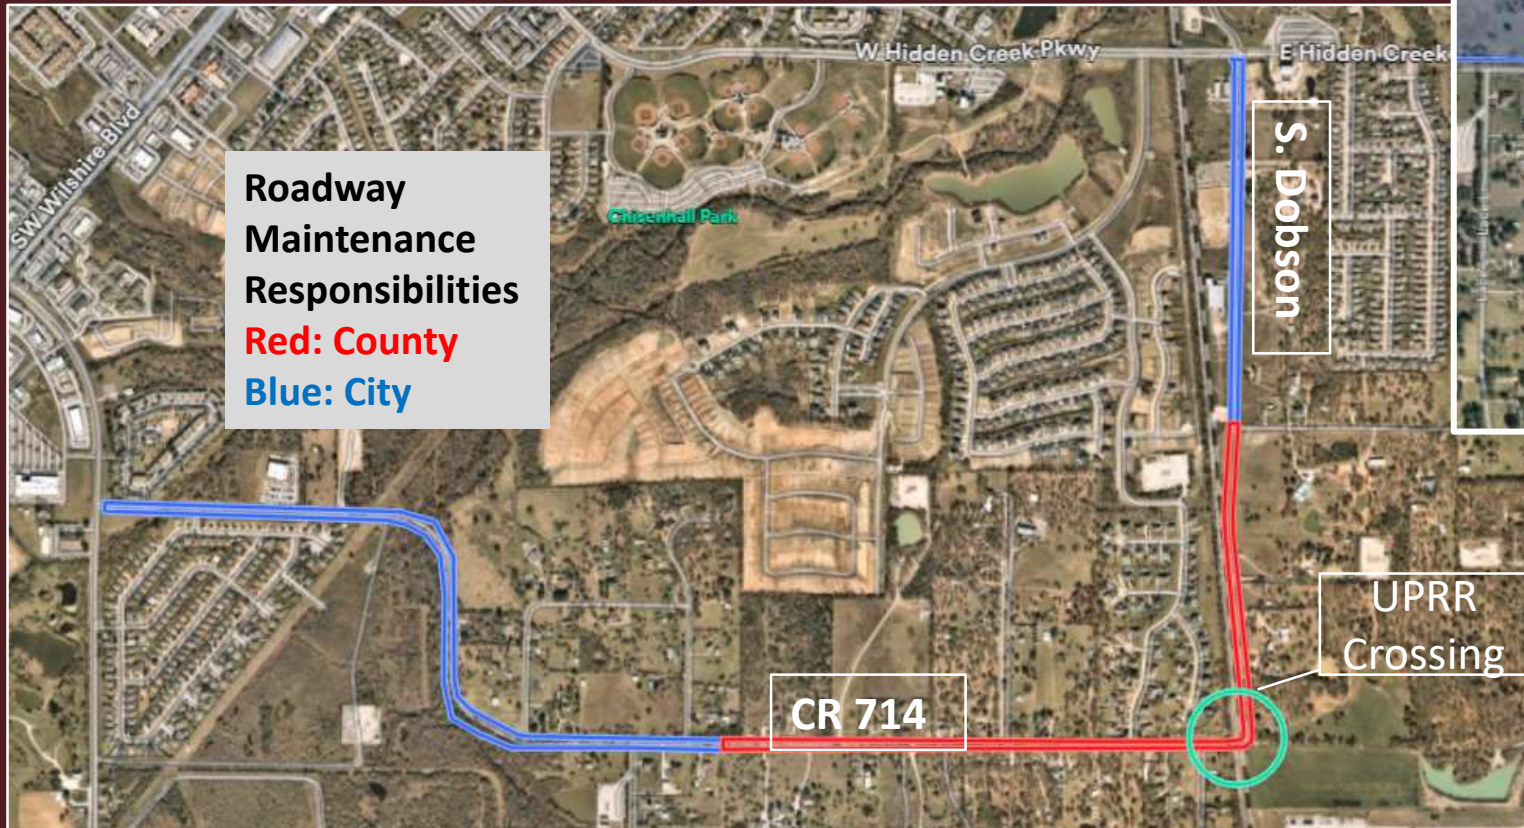 W Hidden Creek Pkwy
E Hidden Creek
SW Wilshire Blvd
S. Dobson
Roadway
Maintenance
Responsibilities
Red: County
Blue: City
Chisenhall Park
UPRR
Crossing
CR 714